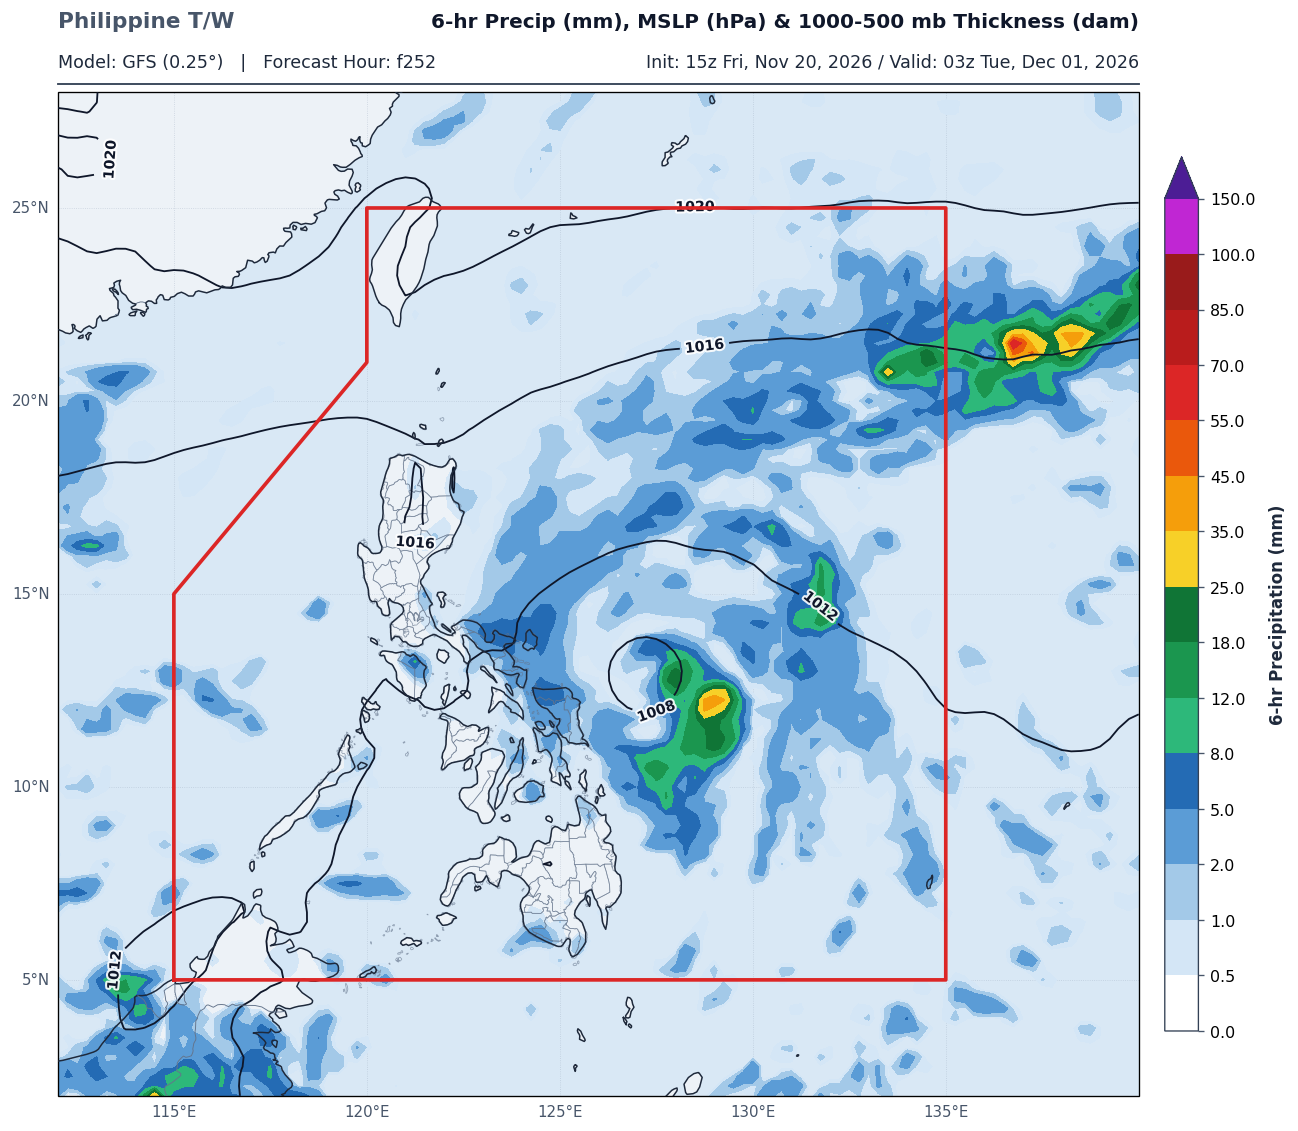 Philippine T/W
6-hr Precip (mm), MSLP (hPa) & 1000-500 mb Thickness (dam)
Model: GFS (0.25°) | Forecast Hour: f252
Init: 15z Fri, Nov 20, 2026 / Valid: 03z Tue, Dec 01, 2026
1020
25°N
20°N
15°N
10°N
5°N
1020
1016
1016
1012
1008
1012
115°E
120°E
125°E
130°E
135°E
150.0
100.0
85.0
70.0
55.0
45.0
35.0
25.0
18.0
12.0
8.0
5.0
2.0
1.0
0.5
0.0
6-hr Precipitation (mm)